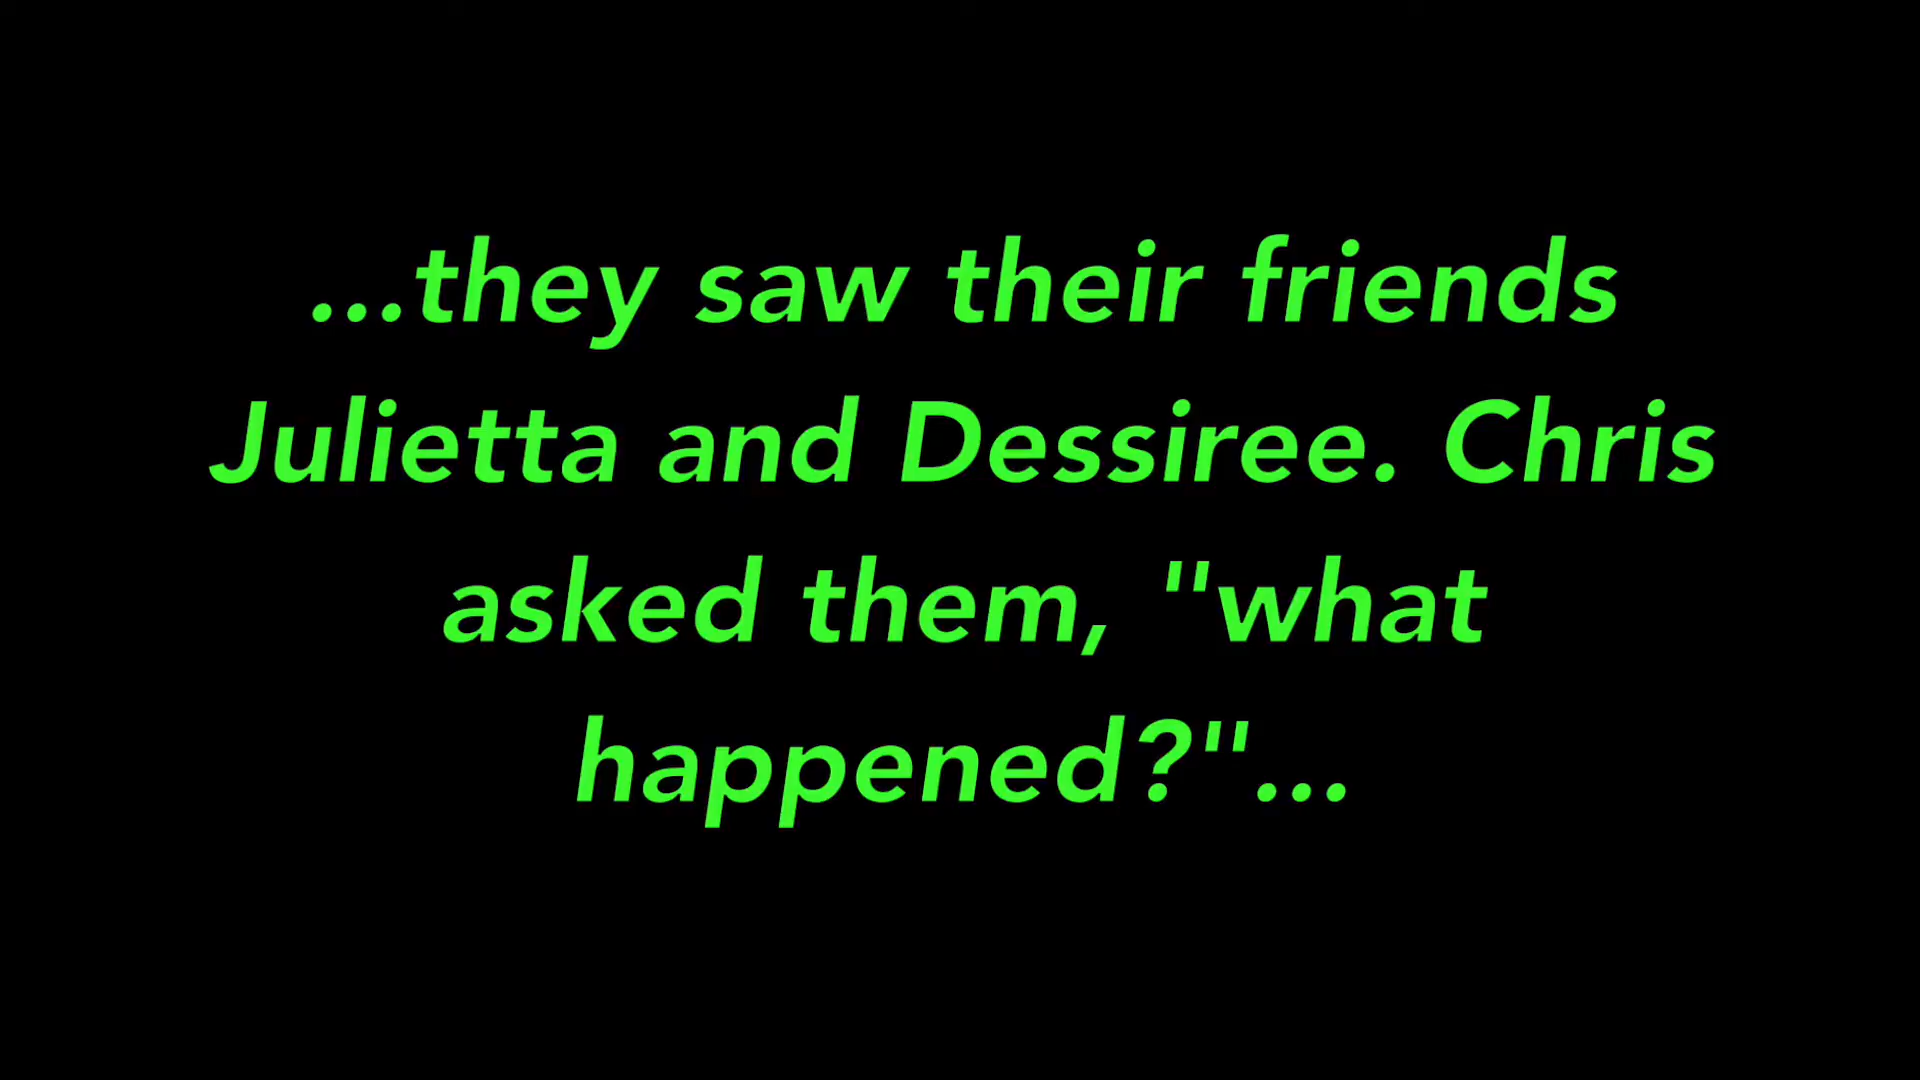 ...they saw their friends
Julietta and Dessiree. Chris
asked them, "what
happened?"...